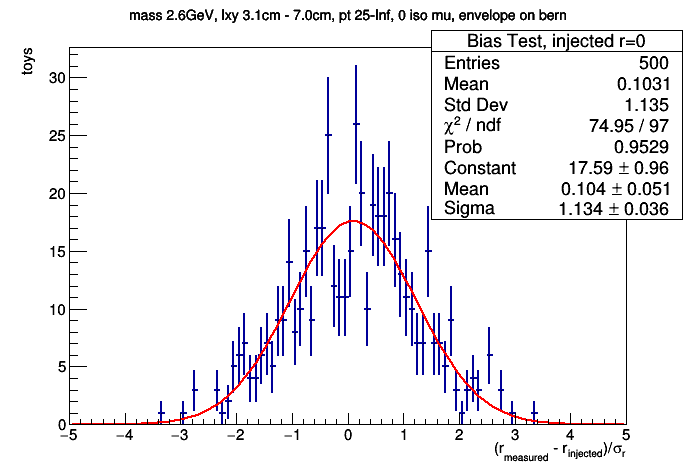 mass 2.6GeV, lxy 3.1cm - 7.0cm, pt 25-Inf, 0 iso mu, envelope on bern
toys
Bias Test, injected r=0
Entries 500
Mean 0.1031
Std Dev 1.135
χ² / ndf 74.95 / 97
Prob 0.9529
Constant 17.59 ± 0.96
Mean 0.104 ± 0.051
Sigma 1.134 ± 0.036
30
25
20
15
10
5
0
−5 −4 −3 −2 −1 0 1 2 3 4 5
(r_measured - r_injected)/σ_r